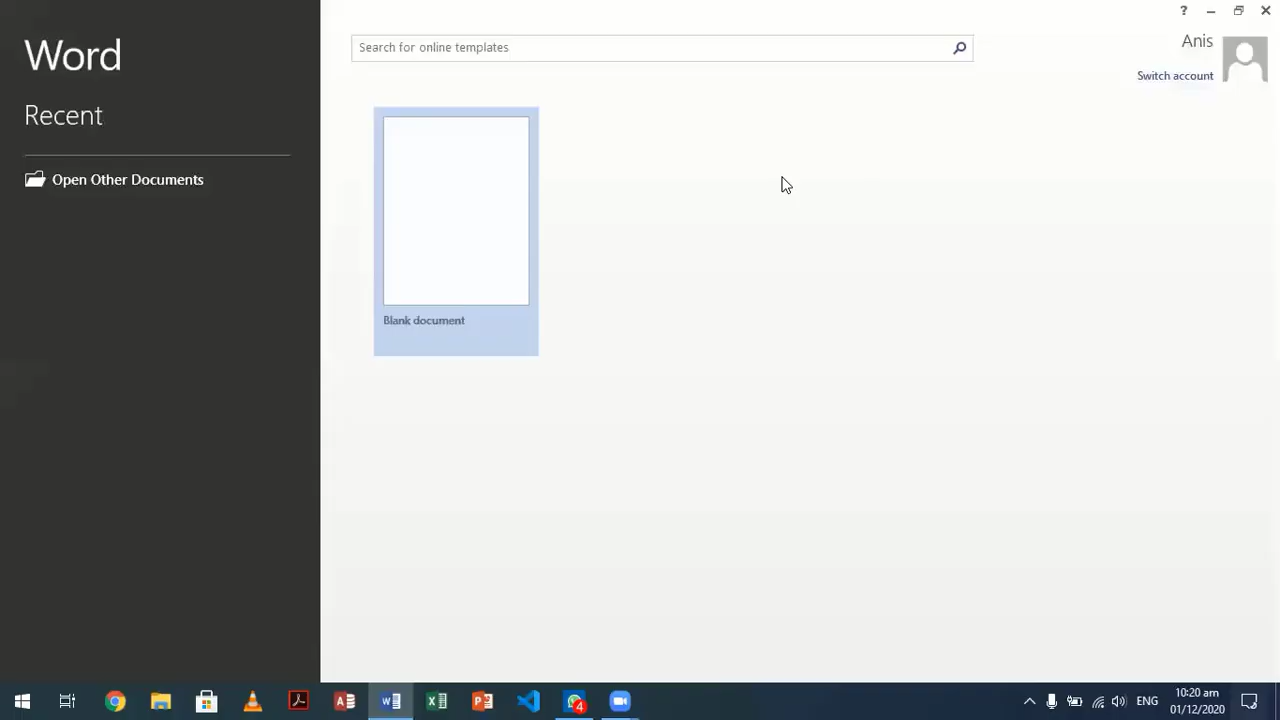 Word
Recent
Open Other Documents
?
Search for online templates
Anis
Switch account
Blank document
4
ENG
10:20 am
01/12/2020